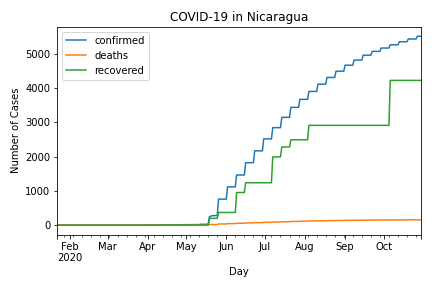 COVID-19 in Nicaragua
confirmed
deaths
recovered
Number of Cases
5000
4000
3000
2000
1000
0
Feb Mar Apr May Jun Jul Aug Sep Oct
2020
Day